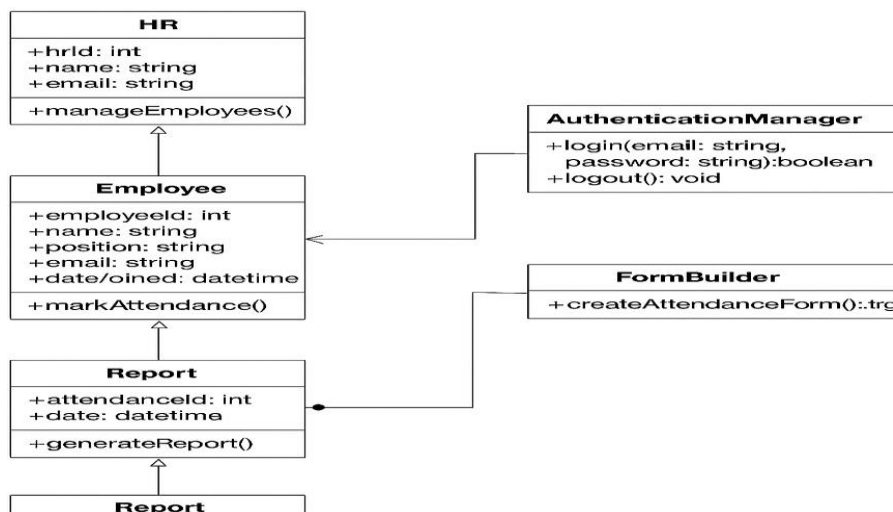 HR
+hrId: int
+name: string
+email: string
+manageEmployees()
Employee
+employeeId: int
+name: string
+position: string
+email: string
+date/oined: datetime
+markAttendance()
Report
+attendanceId: int
+date: datetime
+generateReport()
Report
AuthenticationManager
+login(email: string,
password: string):boolean
+logout(): void
FormBuilder
+createAttendanceForm():.trg